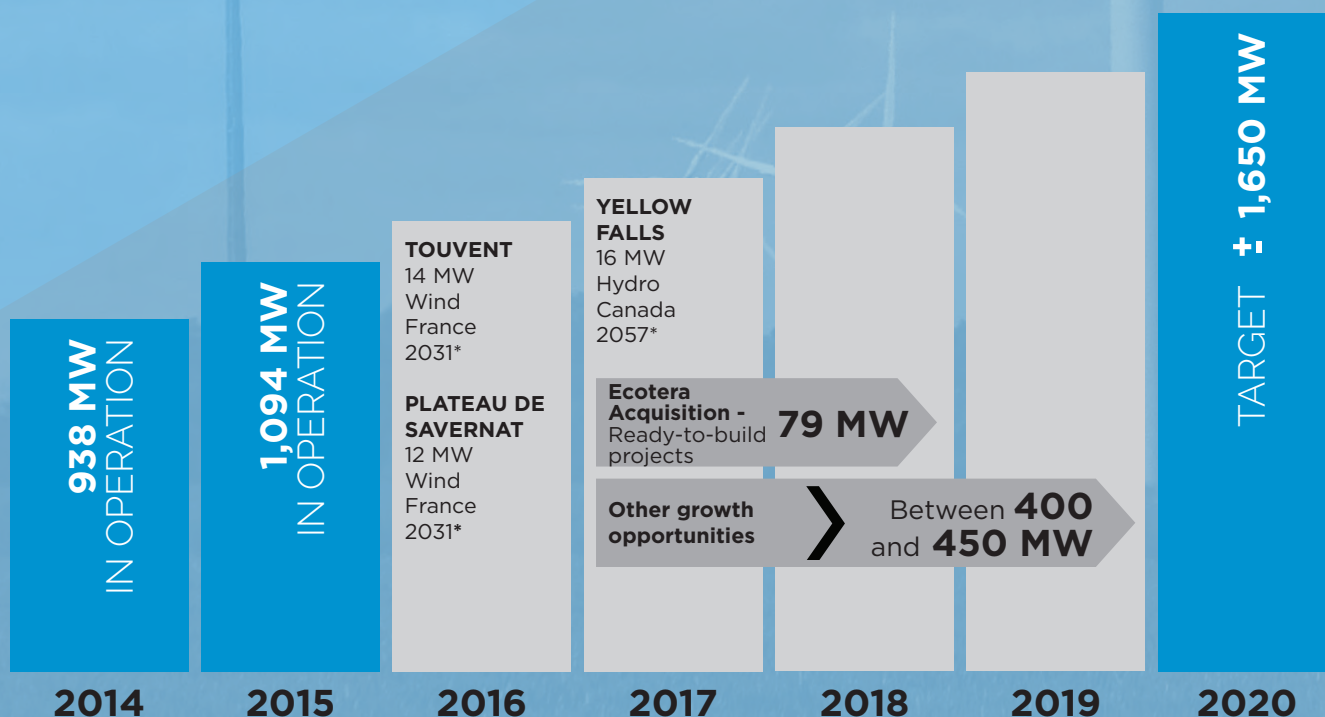 938 MW
IN OPERATION
1,094 MW
IN OPERATION
TOUVENT
14 MW
Wind
France
2031*
PLATEAU DE
SAVERNAT
12 MW
Wind
France
2031*
YELLOW
FALLS
16 MW
Hydro
Canada
2057*
Ecotera
Acquisition -
Ready-to-build
projects
79 MW
Other growth
opportunities
Between 400
and 450 MW
TARGET ± 1,650 MW
2014
2015
2016
2017
2018
2019
2020